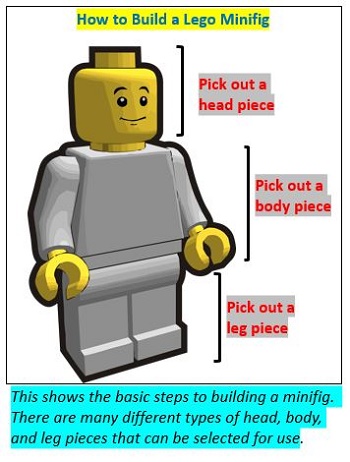 How to Build a Lego Minifig
Pick out a
head piece
Pick out a
body piece
Pick out a
leg piece
This shows the basic steps to building a minifig.
There are many different types of head, body,
and leg pieces that can be selected for use.